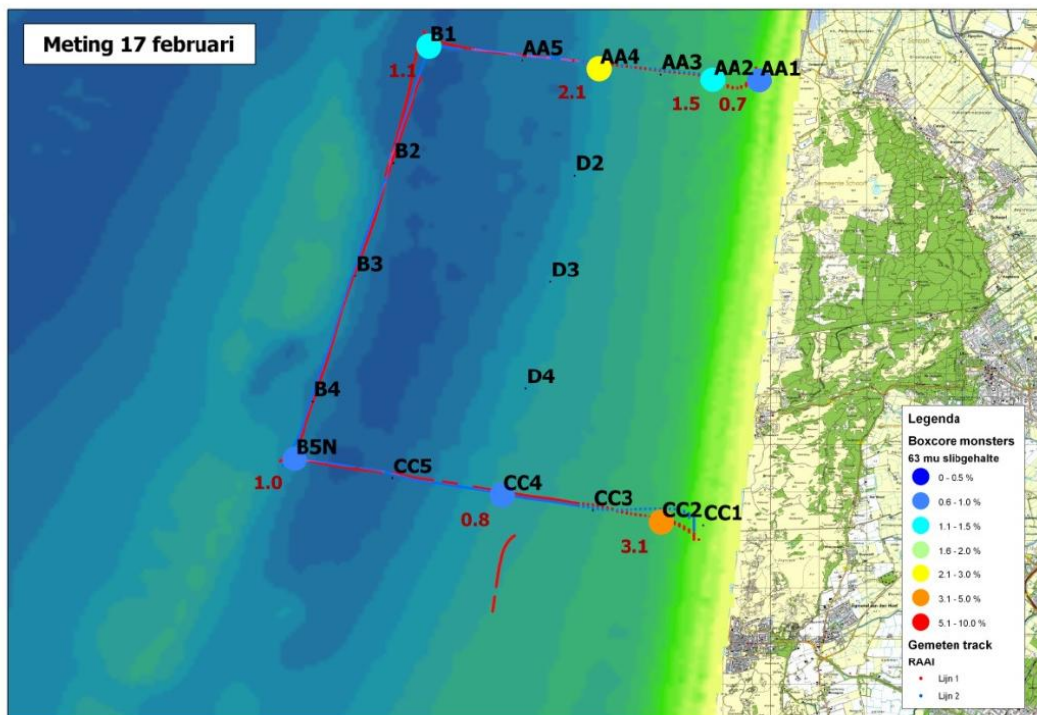 Meting 17 februari
B1
1.1
AA5
AA4
2.1
AA3
AA2
AA1
1.5
0.7
B2
D2
B3
D3
B4
D4
B5N
1.0
CC5
CC4
0.8
CC3
CC2
CC1
3.1
Legenda
Boxcore monsters
63 mu slibgehalte
0 - 0.5 %
0.6 - 1.0 %
1.1 - 1.5 %
1.6 - 2.0 %
2.1 - 3.0 %
3.1 - 5.0 %
5.1 - 10.0 %
Gemeten track
RAAI
Lijn 1
Lijn 2